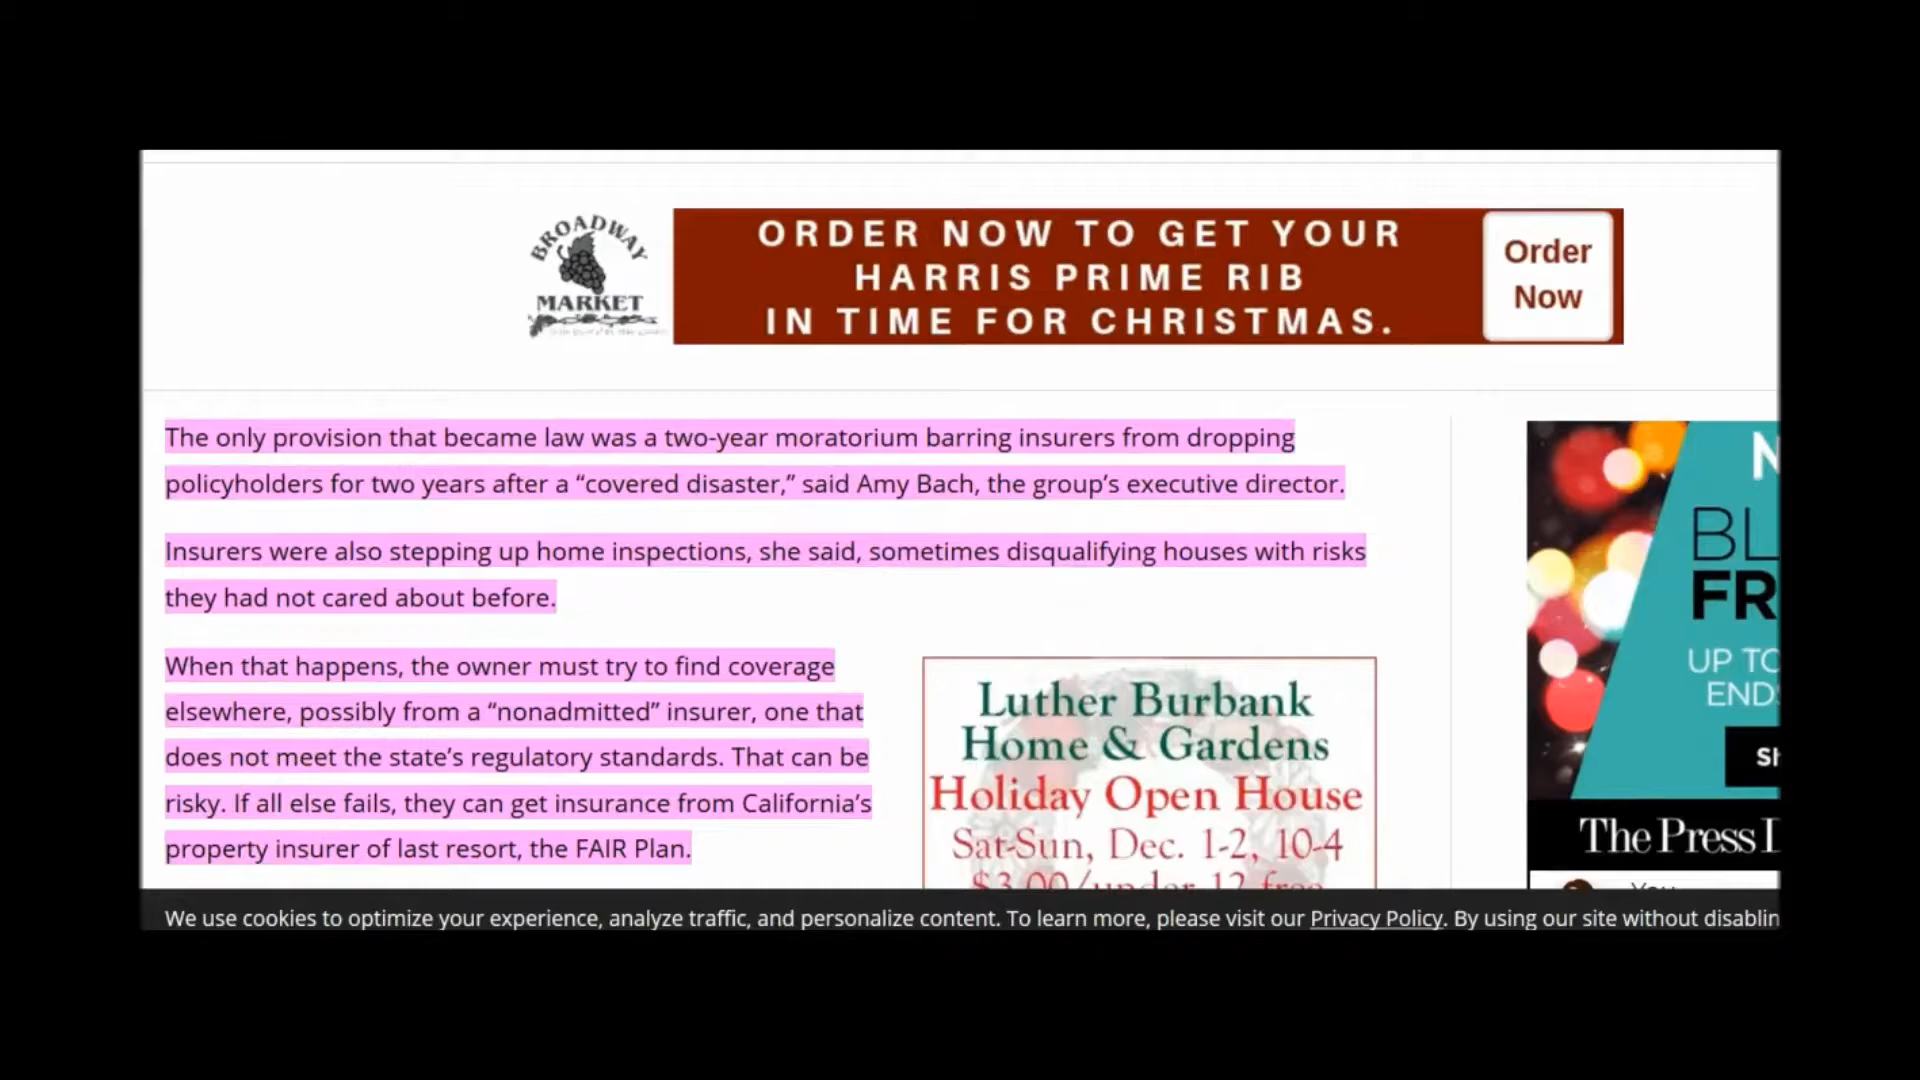 BROADWAY
MARKET
ORDER NOW TO GET YOUR
HARRIS PRIME RIB
IN TIME FOR CHRISTMAS.
Order
Now
The only provision that became law was a two-year moratorium barring insurers from dropping
policyholders for two years after a “covered disaster,” said Amy Bach, the group’s executive director.
Insurers were also stepping up home inspections, she said, sometimes disqualifying houses with risks
they had not cared about before.
When that happens, the owner must try to find coverage
elsewhere, possibly from a “nonadmitted” insurer, one that
does not meet the state’s regulatory standards. That can be
risky. If all else fails, they can get insurance from California’s
property insurer of last resort, the FAIR Plan.
Luther Burbank
Home & Gardens
Holiday Open House
Sat-Sun, Dec. 1-2, 10-4
$3.00/under 12 free
N
BL
FR
UP TO
ENDS
SH
The Press D
You
We use cookies to optimize your experience, analyze traffic, and personalize content. To learn more, please visit our Privacy Policy. By using our site without disablin